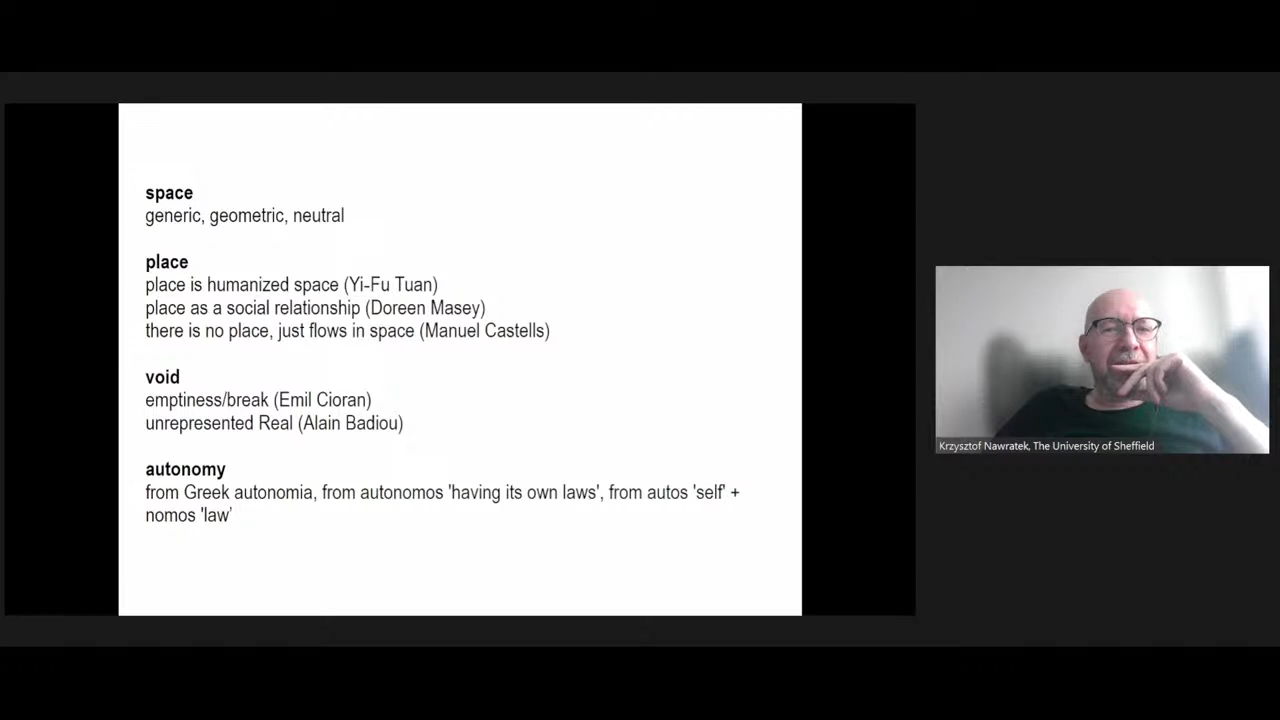 space
generic, geometric, neutral
place
place is humanized space (Yi-Fu Tuan)
place as a social relationship (Doreen Masey)
there is no place, just flows in space (Manuel Castells)
void
emptiness/break (Emil Cioran)
unrepresented Real (Alain Badiou)
autonomy
from Greek autonomia, from autonomos 'having its own laws', from autos 'self' +
nomos 'law’
Krzysztof Nawratek, The University of Sheffield